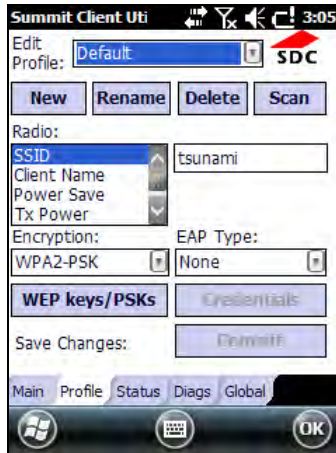 Summit Client Uti 3:05
Edit
Profile: Default
SDC
New Rename Delete Scan
Radio:
SSID tsunami
Client Name
Power Save
Tx Power
Encryption: EAP Type:
WPA2-PSK None
WEP keys/PSKs Credentials
Save Changes: Commit
Main Profile Status Diags Global
OK